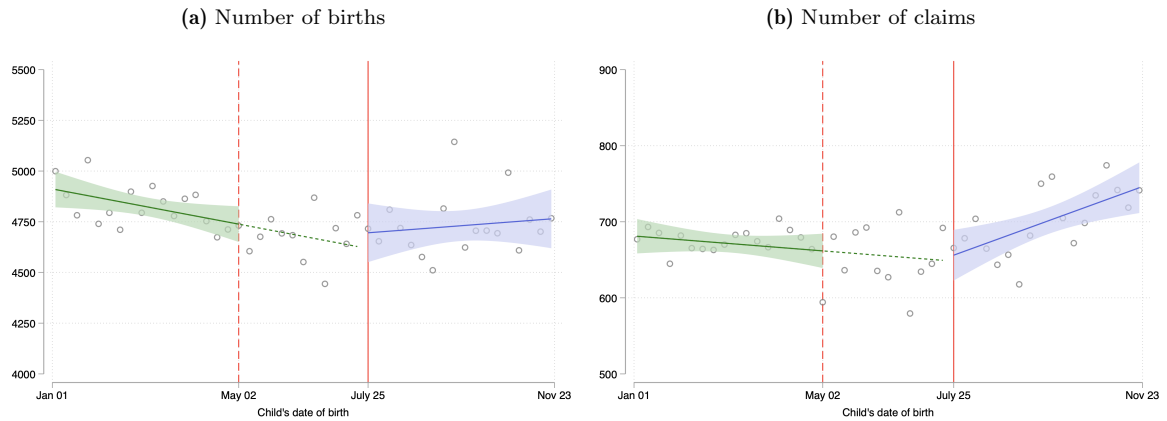 (a) Number of births
5500
5250
5000
4750
4500
4250
4000
Jan 01
May 02
July 25
Nov 23
Child's date of birth
(b) Number of claims
900
800
700
600
500
Jan 01
May 02
July 25
Nov 23
Child's date of birth